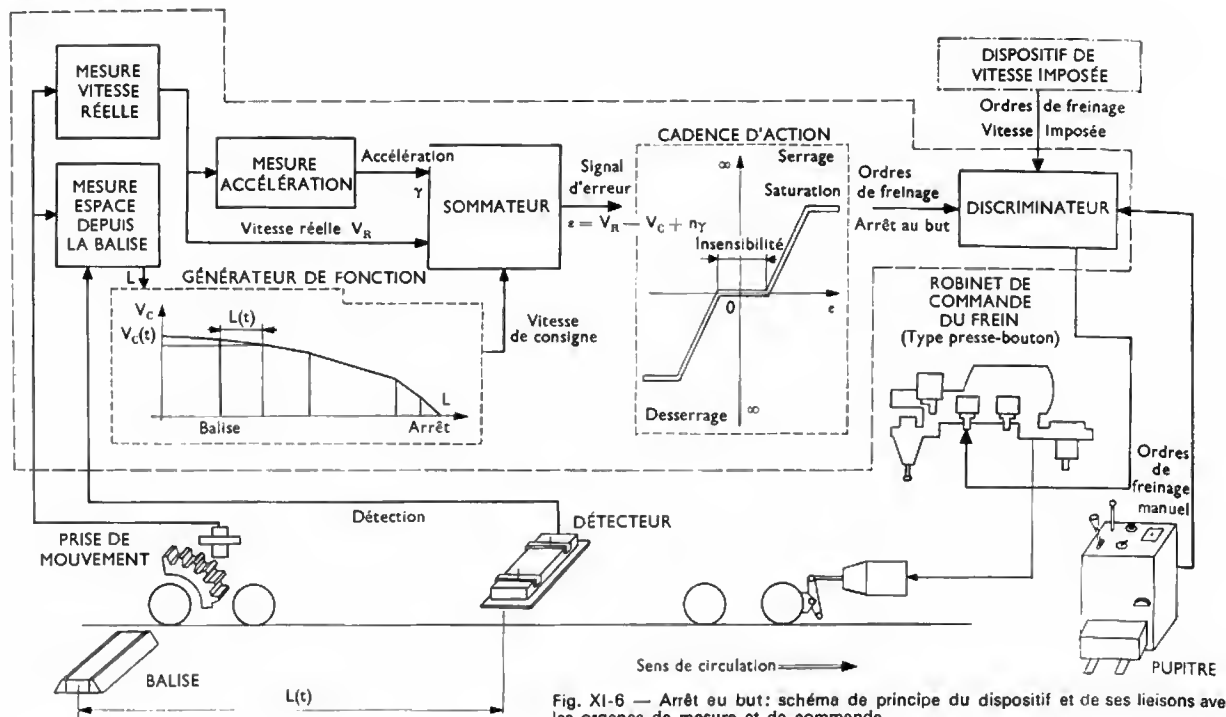 MESURE
VITESSE
RÉELLE
MESURE
ESPACE
DEPUIS
LA BALISE
MESURE
ACCÉLÉRATION
Accélération
γ
Vitesse réelle V_R
SOMMATEUR
Signal
d'erreur
ε = V_R — V_C + nγ
L
GÉNÉRATEUR DE FONCTION
V_C
V_C(t)
L(t)
L
Balise
Arrêt
Vitesse
de consigne
CADENCE D'ACTION
∞
Serrage
Saturation
Insensibilité
0
ε
Desserrage
∞
DISPOSITIF DE
VITESSE IMPOSÉE
Ordres de freinage
Vitesse Imposée
Ordres
de freinage
Arrêt au but
DISCRIMINATEUR
ROBINET DE
COMMANDE
DU FREIN
(Type presse-bouton)
Ordres
de
freinage
manuel
Détection
DÉTECTEUR
PRISE DE
MOUVEMENT
BALISE
L(t)
Sens de circulation
PUPITRE
Fig. XI-6 — Arrêt eu but: schéma de principe du dispositif et de ses lieisons ave
les organes de mesure et de commande